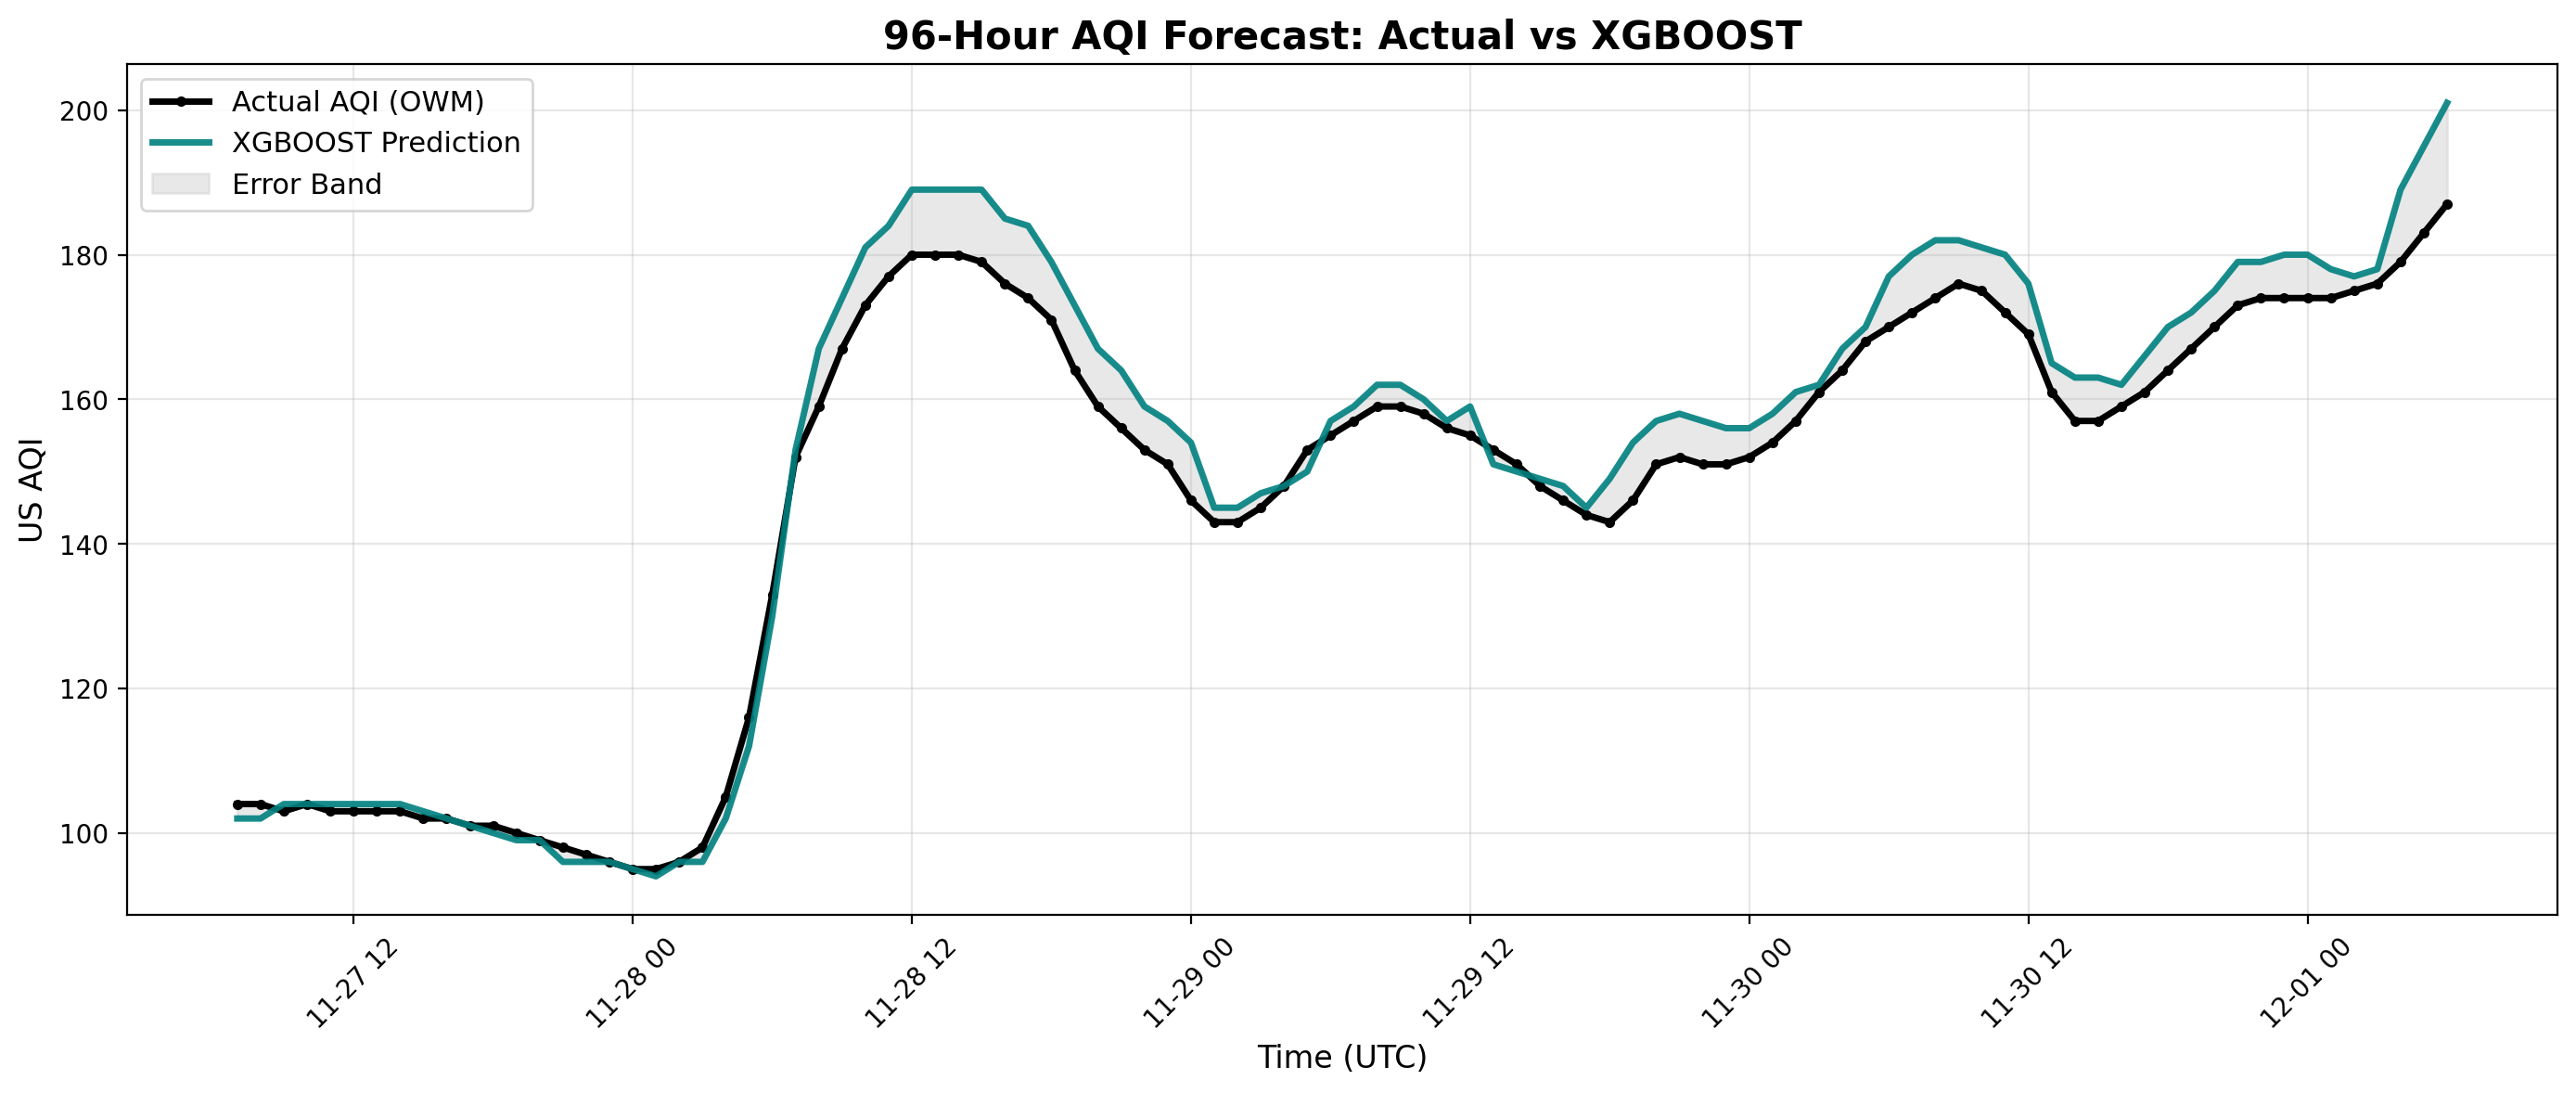 96-Hour AQI Forecast: Actual vs XGBOOST
Actual AQI (OWM)
XGBOOST Prediction
Error Band
US AQI
200
180
160
140
120
100
11-27 12
11-28 00
11-28 12
11-29 00
11-29 12
11-30 00
11-30 12
12-01 00
Time (UTC)